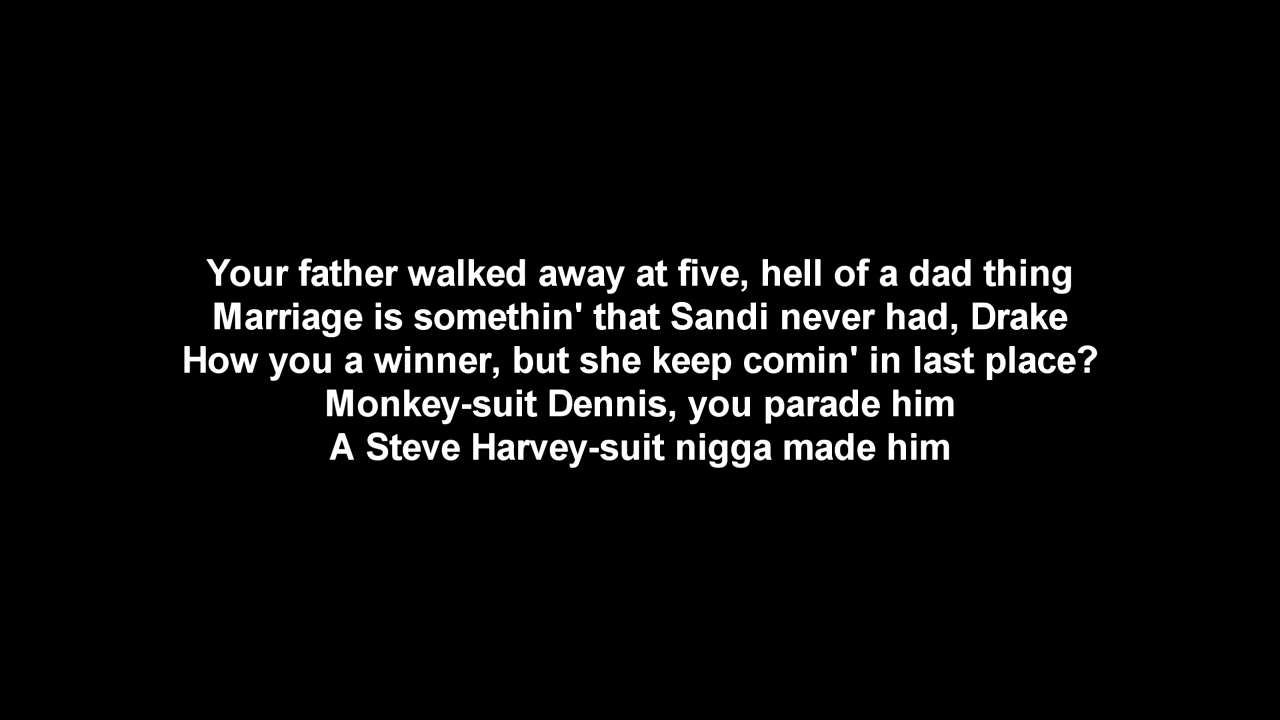 Your father walked away at five, hell of a dad thing
Marriage is somethin' that Sandi never had, Drake
How you a winner, but she keep comin' in last place?
Monkey-suit Dennis, you parade him
A Steve Harvey-suit nigga made him